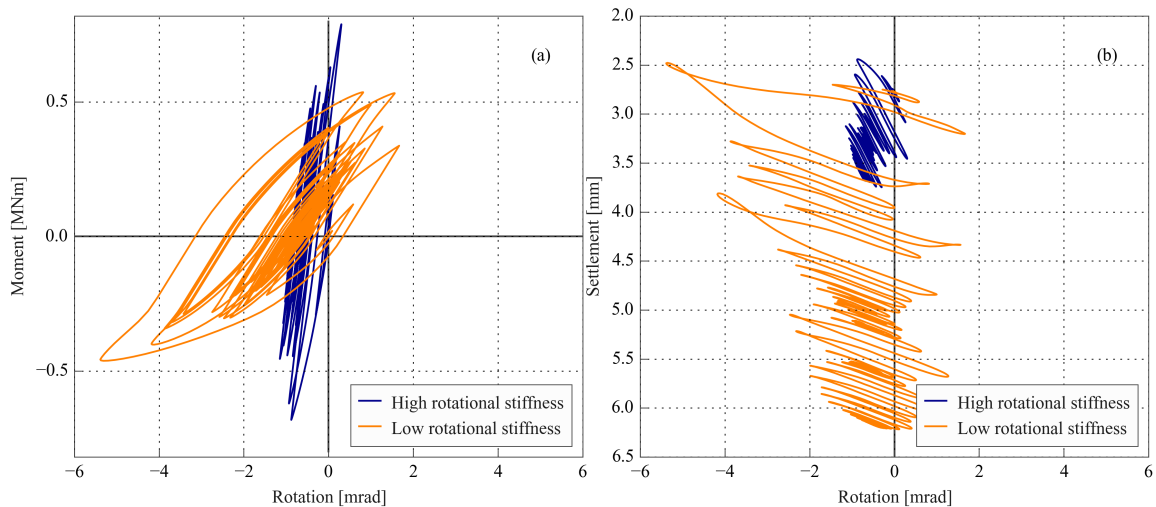 (a)
0.5
0.0
−0.5
Moment [MNm]
High rotational stiffness
Low rotational stiffness
−6 −4 −2 0 2 4 6
Rotation [mrad]
(b)
2.0
2.5
3.0
3.5
4.0
4.5
5.0
5.5
6.0
6.5
Settlement [mm]
High rotational stiffness
Low rotational stiffness
−6 −4 −2 0 2 4 6
Rotation [mrad]